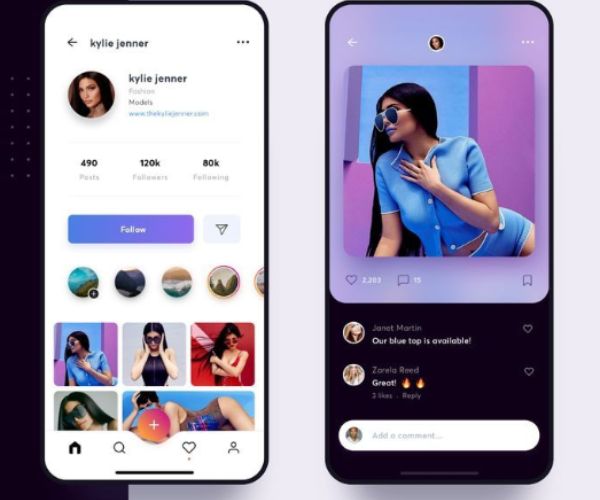 kylie jenner
kylie jenner
Fashion
Models
www.thekyliejenner.com
490 120k 80k
Posts Followers Following
Follow
2,203 15
Janet Martin
Our blue top is available!
Zarela Reed
Great! 🔥🔥
3 likes . Reply
Add a comment...